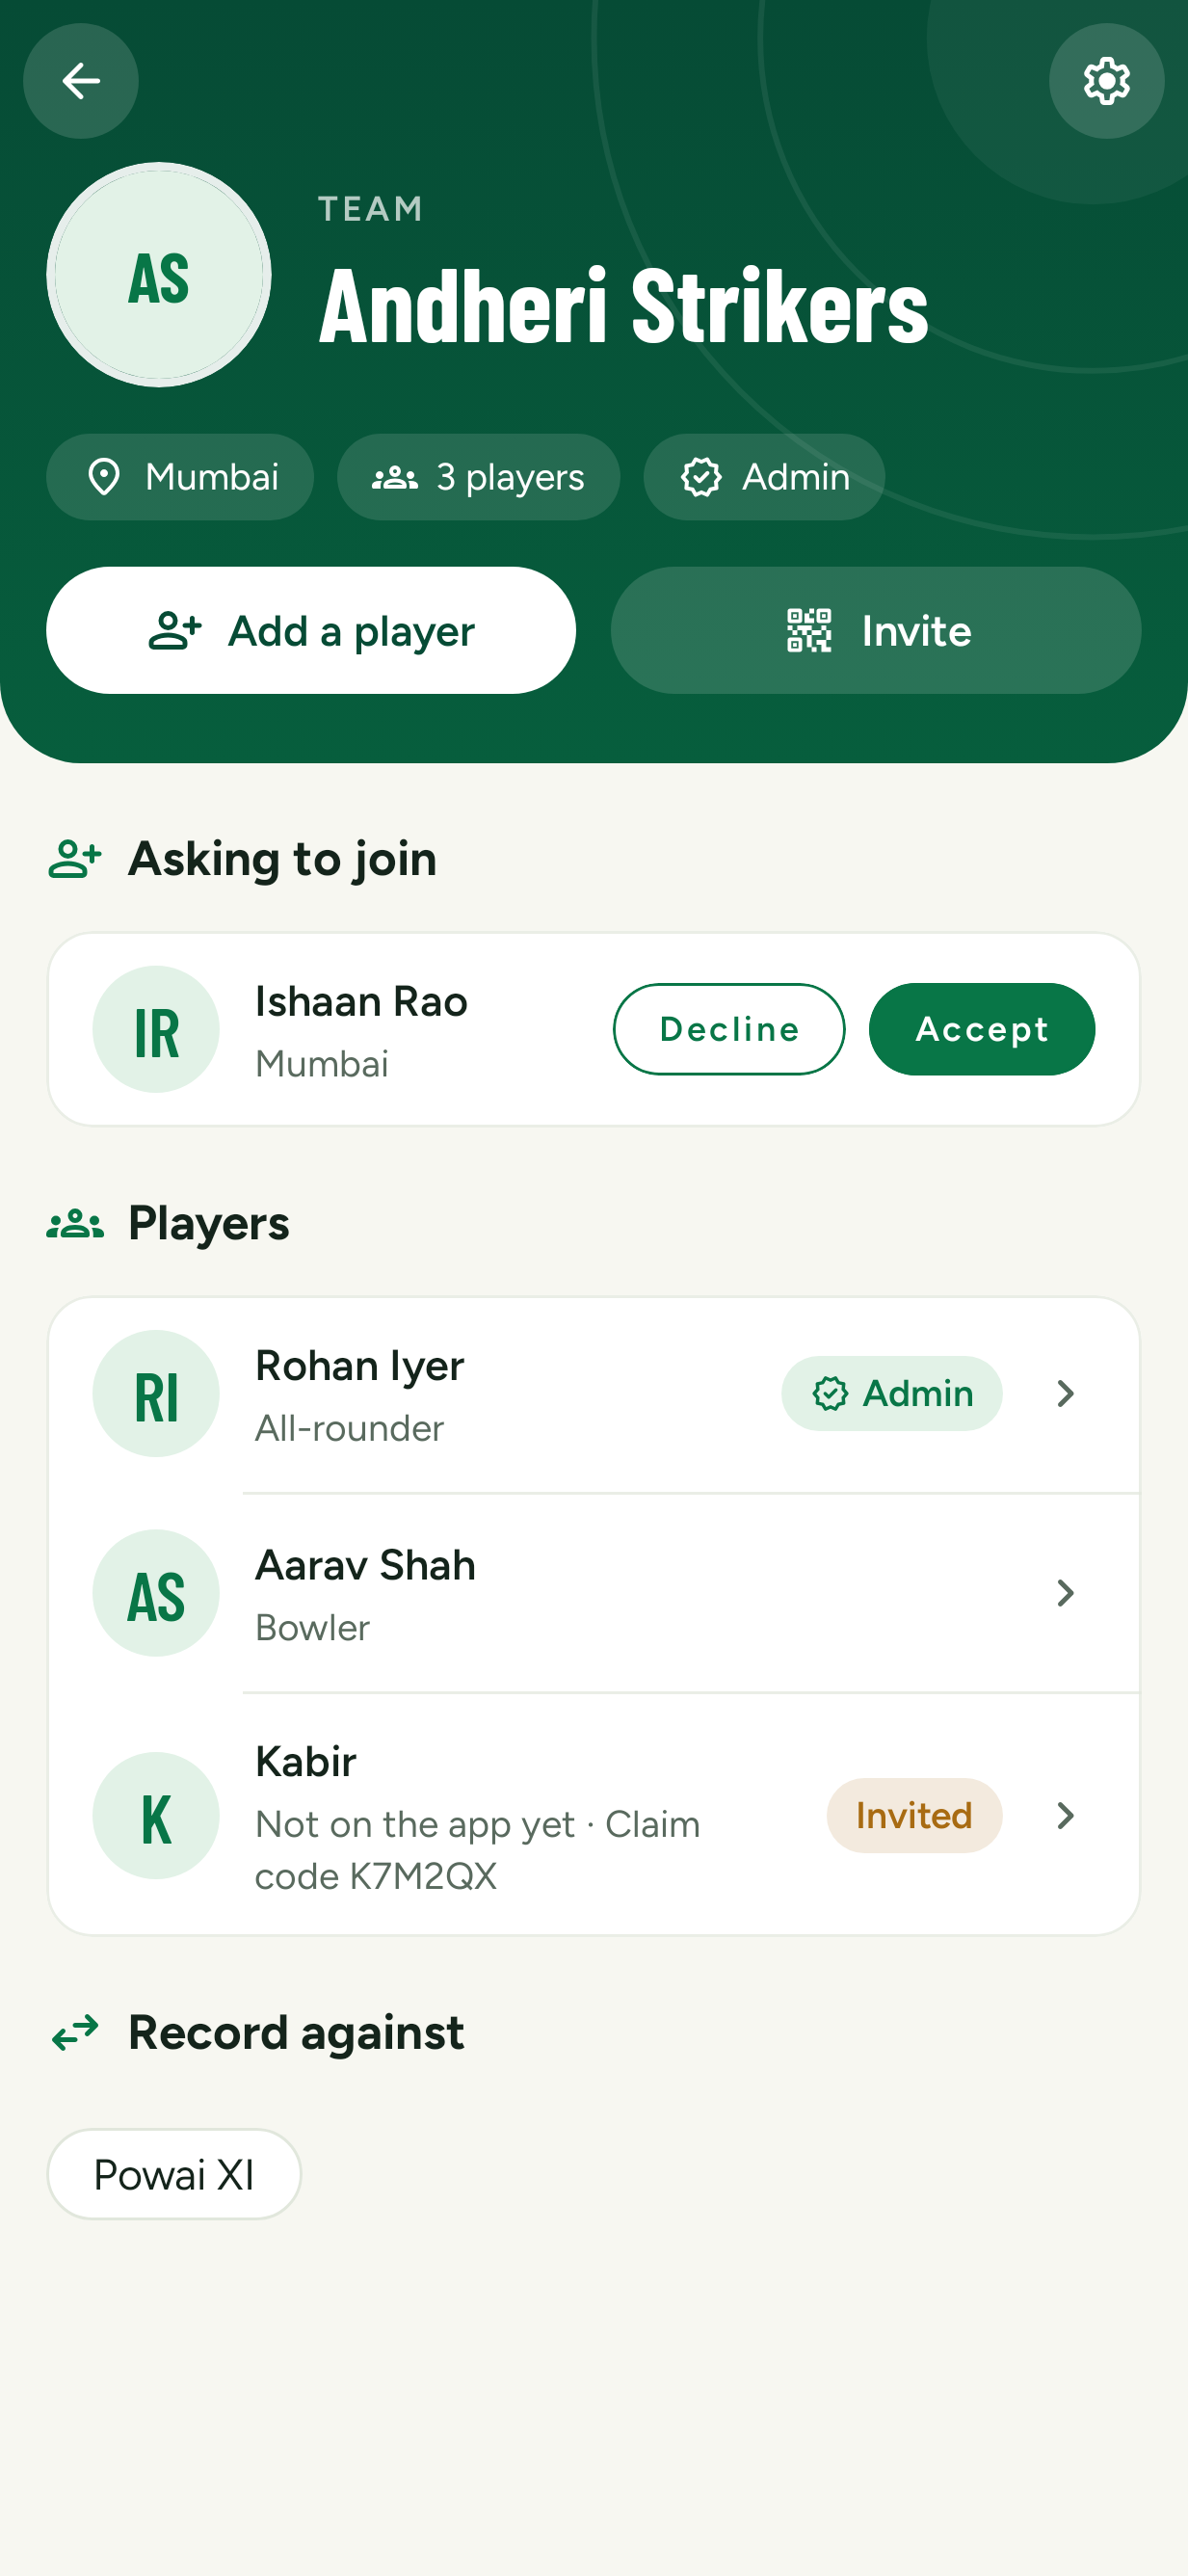 AS
TEAM
Andheri Strikers
Mumbai
3 players
Admin
Add a player
Invite
Asking to join
IR
Ishaan Rao
Mumbai
Decline
Accept
Players
RI
Rohan Iyer
All-rounder
Admin
AS
Aarav Shah
Bowler
K
Kabir
Not on the app yet · Claim
code K7M2QX
Invited
Record against
Powai XI